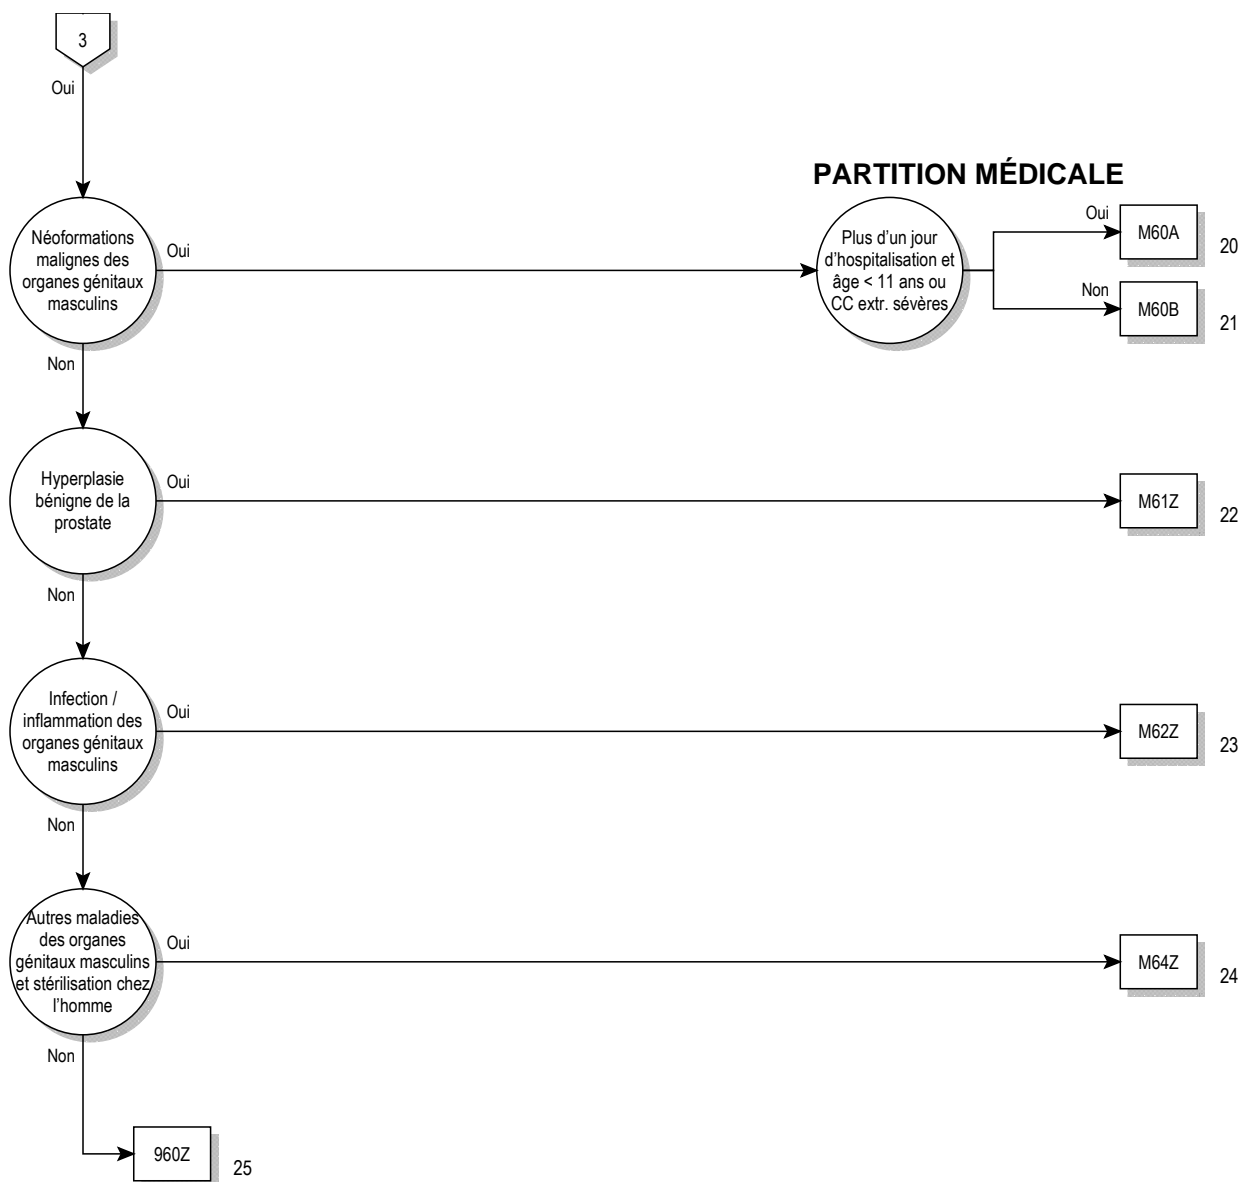 3
Oui
PARTITION MÉDICALE
Néoformations
malignes des
organes génitaux
masculins
Oui
Plus d’un jour
d’hospitalisation et
âge < 11 ans ou
CC extr. sévères
Oui
M60A
20
Non
M60B
21
Non
Hyperplasie
bénigne de la
prostate
Oui
M61Z
22
Non
Infection /
inflammation des
organes génitaux
masculins
Oui
M62Z
23
Non
Autres maladies
des organes
génitaux masculins
et stérilisation chez
l’homme
Oui
M64Z
24
Non
960Z
25